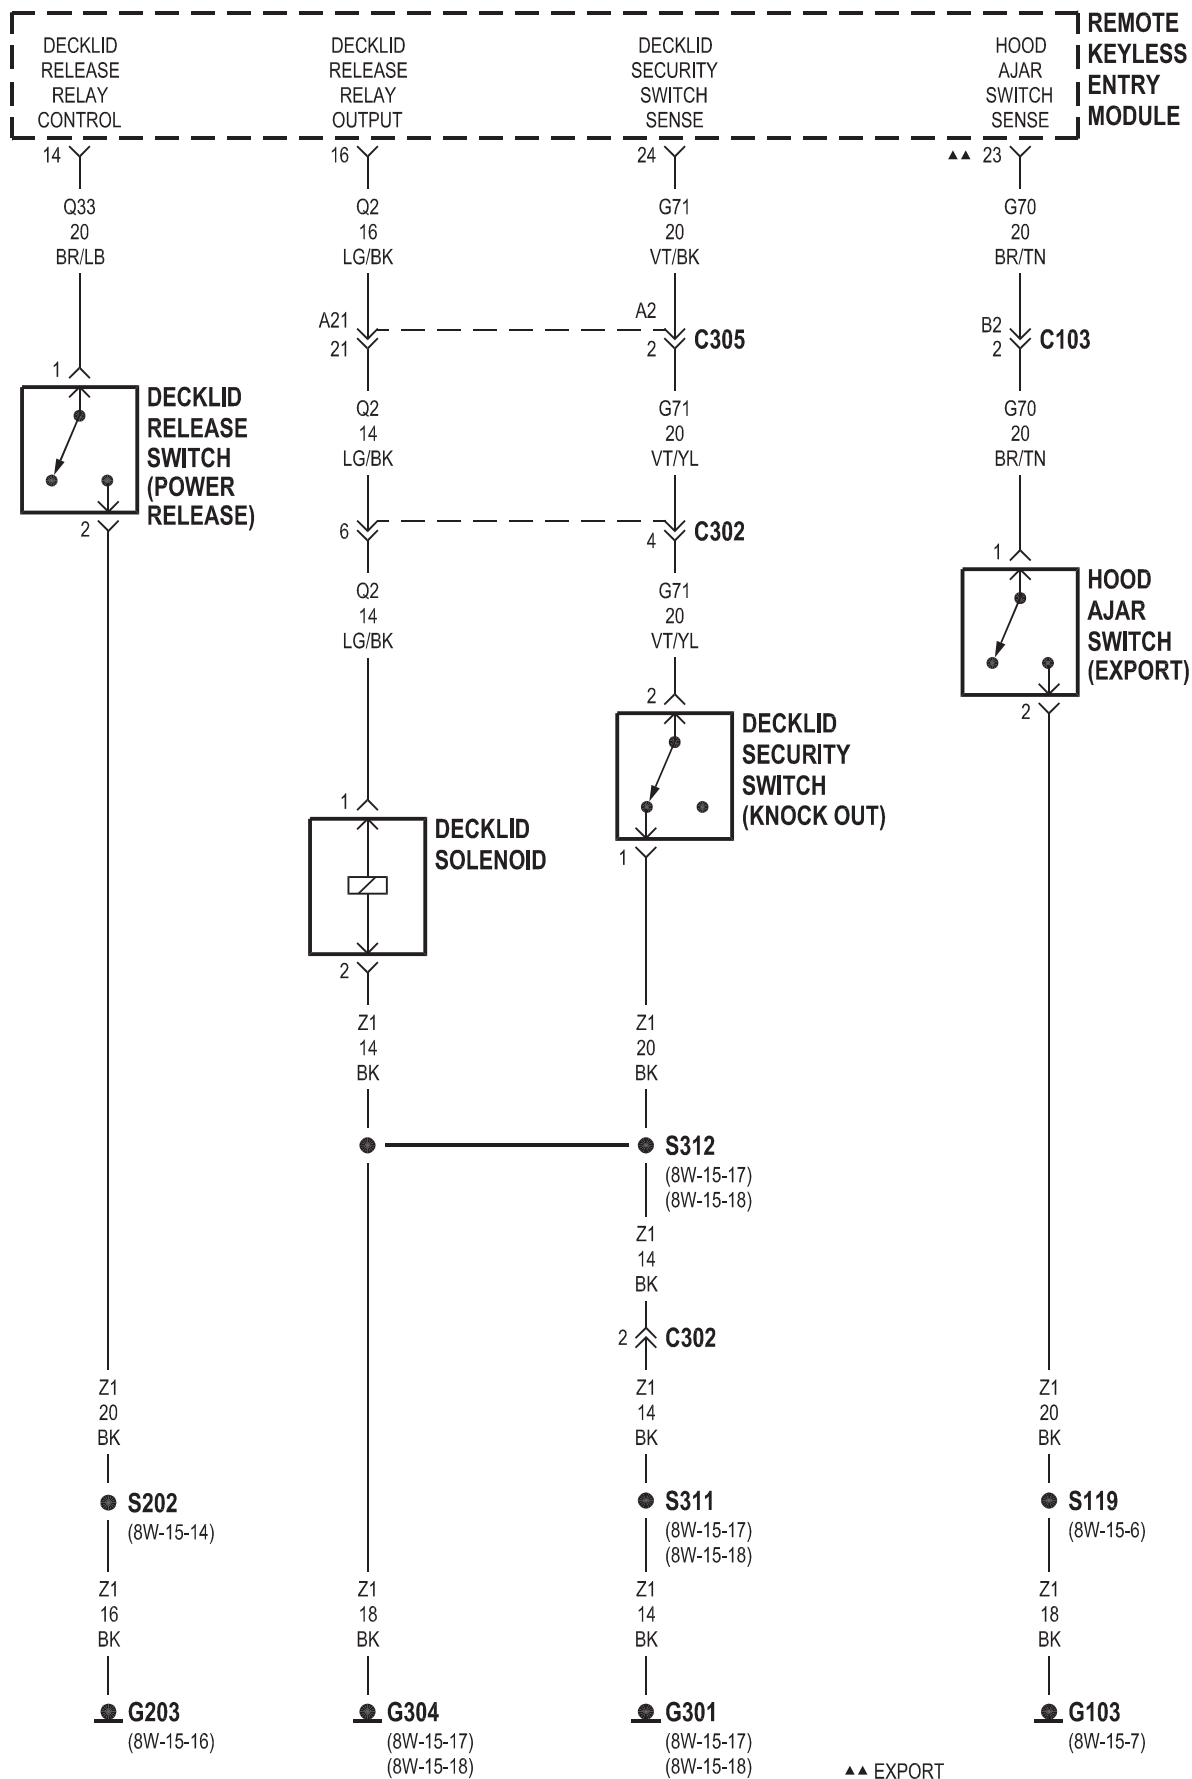 REMOTE
KEYLESS
ENTRY
MODULE
DECKLID
RELEASE
RELAY
CONTROL
DECKLID
RELEASE
RELAY
OUTPUT
DECKLID
SECURITY
SWITCH
SENSE
HOOD
AJAR
SWITCH
SENSE
14
16
24
▲▲ 23
Q33
20
BR/LB
Q2
16
LG/BK
G71
20
VT/BK
G70
20
BR/TN
A21
21
A2
2
C305
B2
2
C103
1
DECKLID
RELEASE
SWITCH
(POWER
RELEASE)
2
Q2
14
LG/BK
G71
20
VT/YL
G70
20
BR/TN
6
4
C302
Q2
14
LG/BK
G71
20
VT/YL
1
HOOD
AJAR
SWITCH
(EXPORT)
2
2
DECKLID
SECURITY
SWITCH
(KNOCK OUT)
1
1
DECKLID
SOLENOID
2
Z1
14
BK
Z1
20
BK
S312
(8W-15-17)
(8W-15-18)
Z1
14
BK
2
C302
Z1
20
BK
Z1
14
BK
Z1
20
BK
S202
(8W-15-14)
S311
(8W-15-17)
(8W-15-18)
S119
(8W-15-6)
Z1
16
BK
Z1
18
BK
Z1
14
BK
Z1
18
BK
G203
(8W-15-16)
G304
(8W-15-17)
(8W-15-18)
G301
(8W-15-17)
(8W-15-18)
G103
(8W-15-7)
▲▲ EXPORT